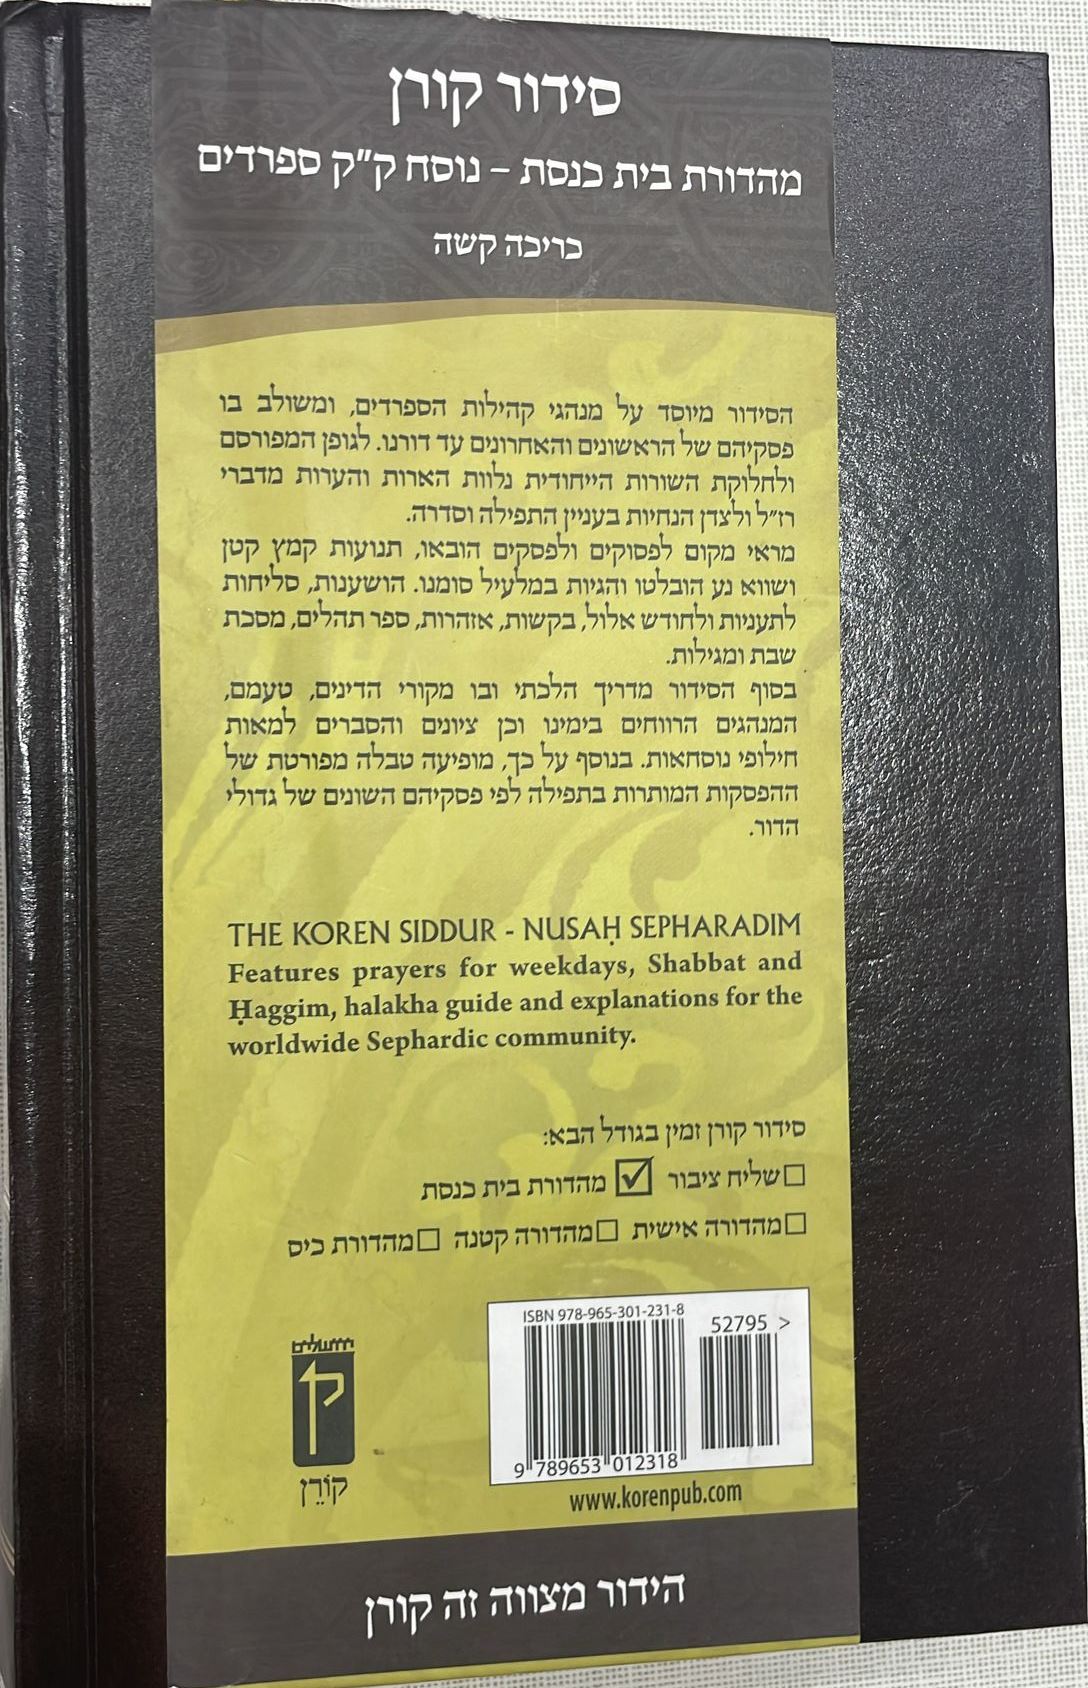 סידור קורן
מהדורת בית כנסת – נוסח ק"ק ספרדים
כריכה קשה
הסידור מיוסד על מנהגי קהילות הספרדים, ומשולב בו
פסקיהם של הראשונים והאחרונים עד דורנו. לגופן המפורסם
ולחלוקת השורות הייחודית נלוות הארות והערות מדברי
רז"ל ולצדן הנחיות בעניין התפילה וסדרה.
מראי מקום לפסוקים ולפסקים הובאו, תנועות קמץ קטן
ושווא נע הובלטו והגיות במלעיל סומנו. הושענות, סליחות
לתעניות ולחודש אלול, בקשות, אזהרות, ספר תהלים, מסכת
שבת ומגילות.
בסוף הסידור מדריך הלכתי ובו מקורי הדינים, טעמם,
המנהגים הרווחים בימינו וכן ציונים והסברים למאות
חילופי נוסחאות. בנוסף על כך, מופיעה טבלה מפורטת של
ההפסקות המותרות בתפילה לפי פסקיהם השונים של גדולי
הדור.
THE KOREN SIDDUR - NUSAḤ SEPHARADIM
Features prayers for weekdays, Shabbat and
Ḥaggim, halakha guide and explanations for the
worldwide Sephardic community.
סידור קורן זמין בגודל הבא:
☐שליח ציבור ☑ מהדורת בית כנסת
☐מהדורה אישית ☐מהדורה קטנה ☐מהדורת כיס
ISBN 978-965-301-231-8
52795 >
9 789653 012318
www.korenpub.com
ירושלים
ק
קורֵן
הידור מצווה זה קורן